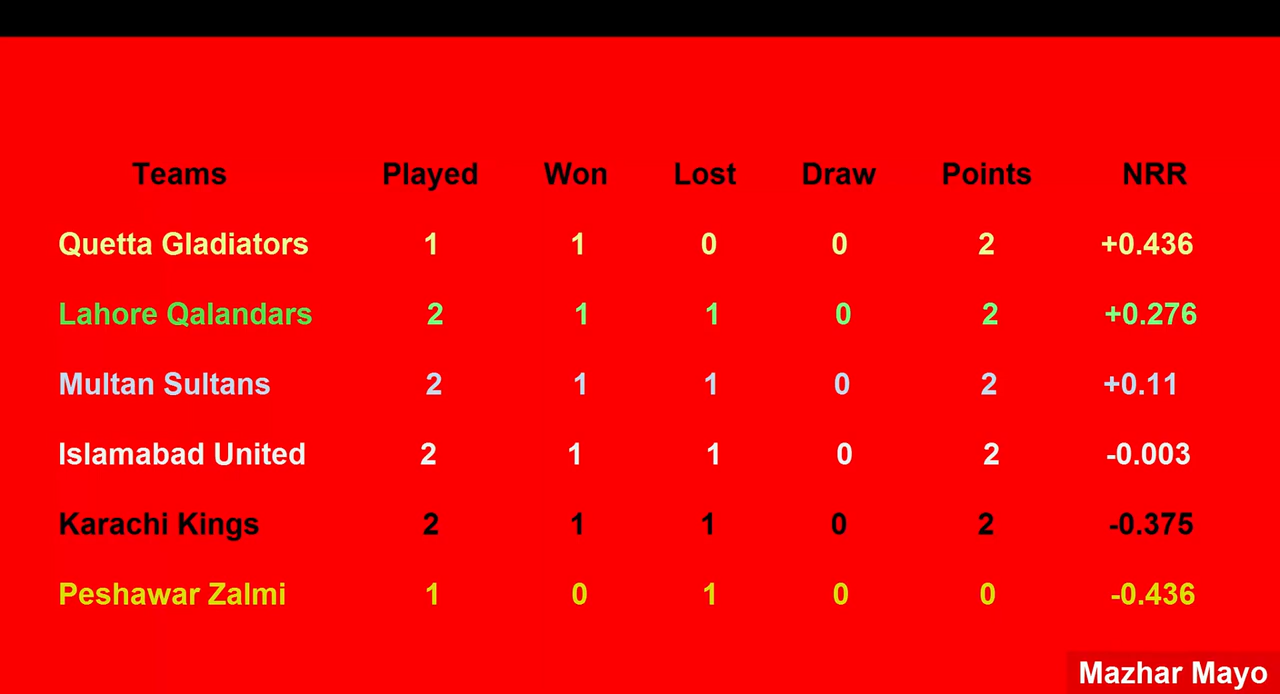 Teams Played Won Lost Draw Points NRR
Quetta Gladiators 1 1 0 0 2 +0.436
Lahore Qalandars 2 1 1 0 2 +0.276
Multan Sultans 2 1 1 0 2 +0.11
Islamabad United 2 1 1 0 2 -0.003
Karachi Kings 2 1 1 0 2 -0.375
Peshawar Zalmi 1 0 1 0 0 -0.436
Mazhar Mayo